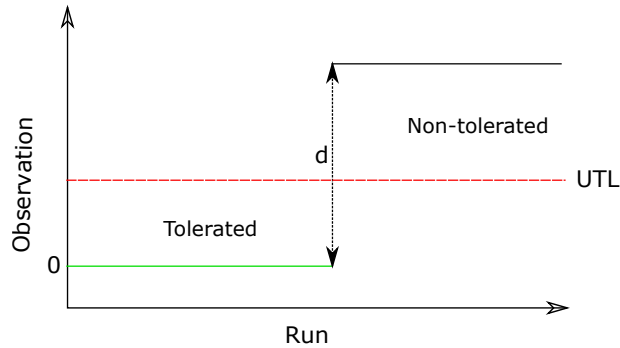 Observation
Non-tolerated
d
UTL
Tolerated
0
Run